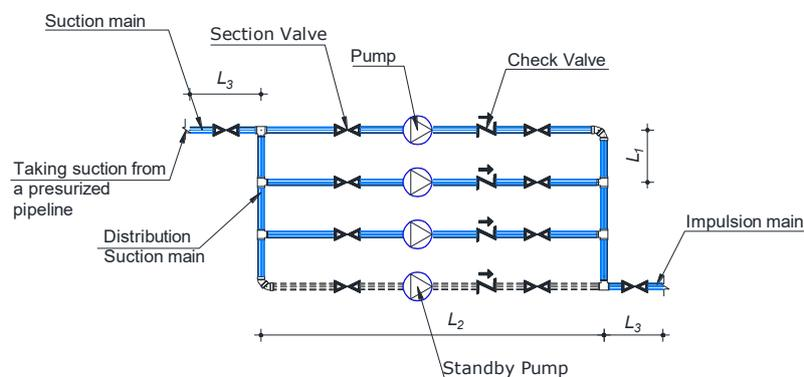 Suction main
Section Valve
Pump
Check Valve
L3
L1
Taking suction from
a presurized
pipeline
Distribution
Suction main
Impulsion main
L2
L3
Standby Pump